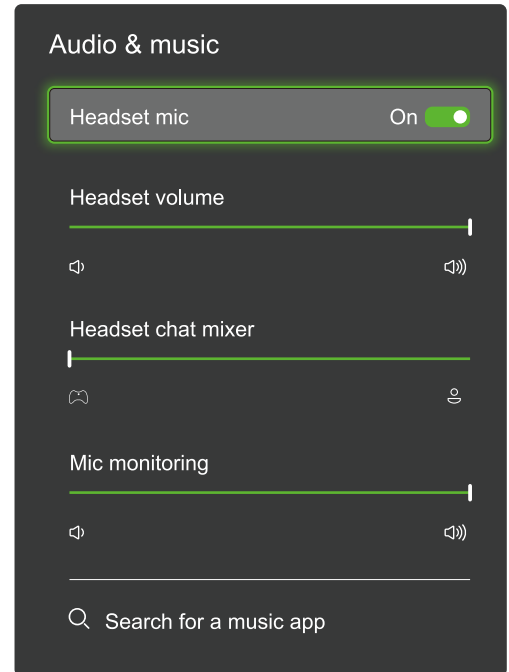 Audio & music
Headset mic On
Headset volume
Headset chat mixer
Mic monitoring
Search for a music app